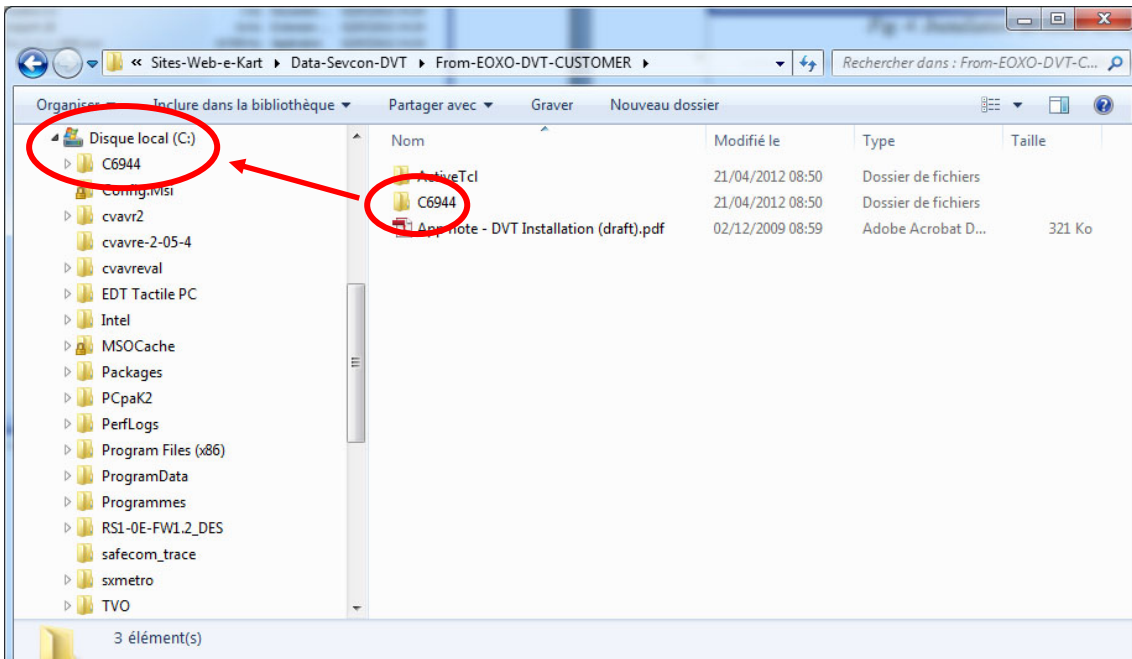 « Sites-Web-e-Kart ▸ Data-Sevcon-DVT ▸ From-EOXO-DVT-CUSTOMER ▸
Rechercher dans : From-EOXO-DVT-C...
Organiser Inclure dans la bibliothèque Partager avec Graver Nouveau dossier
Disque local (C:)
C6944
Config.Msi
cvavr2
cvavre-2-05-4
cvavreval
EDT Tactile PC
Intel
MSOCache
Packages
PCpaK2
PerfLogs
Program Files (x86)
ProgramData
Programmes
RS1-0E-FW1.2_DES
safecom_trace
sxmetro
TVO
Nom Modifié le Type Taille
ActiveTcl 21/04/2012 08:50 Dossier de fichiers
C6944 21/04/2012 08:50 Dossier de fichiers
App note - DVT Installation (draft).pdf 02/12/2009 08:59 Adobe Acrobat D... 321 Ko
3 élément(s)